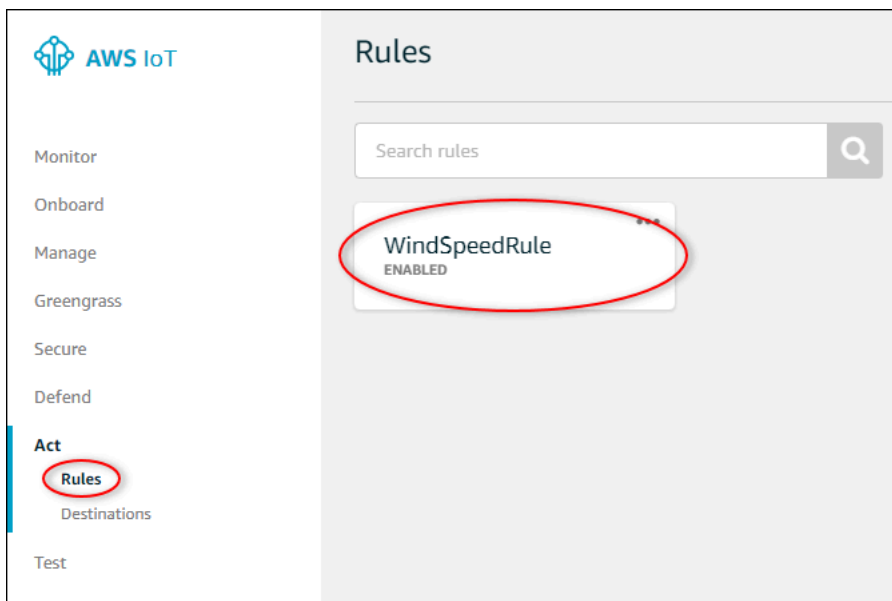 AWS IoT
Monitor
Onboard
Manage
Greengrass
Secure
Defend
Act
Rules
Destinations
Test
Rules
Search rules
WindSpeedRule
ENABLED